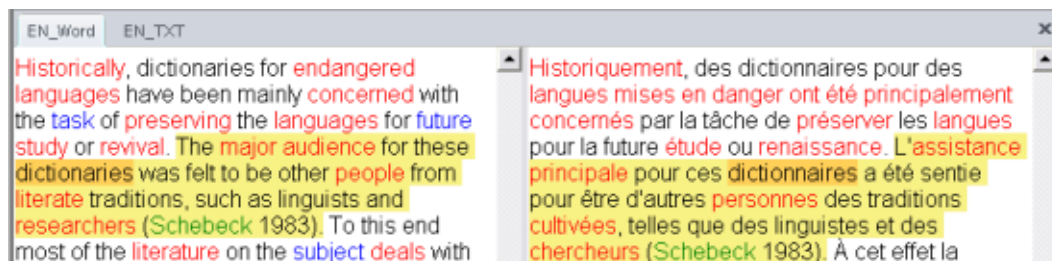 EN_Word EN_TXT
Historically, dictionaries for endangered
languages have been mainly concerned with
the task of preserving the languages for future
study or revival. The major audience for these
dictionaries was felt to be other people from
literate traditions, such as linguists and
researchers (Schebeck 1983). To this end
most of the literature on the subject deals with
Historiquement, des dictionnaires pour des
langues mises en danger ont été principalement
concernés par la tâche de préserver les langues
pour la future étude ou renaissance. L'assistance
principale pour ces dictionnaires a été sentie
pour être d'autres personnes des traditions
cultivées, telles que des linguistes et des
chercheurs (Schebeck 1983). À cet effet la